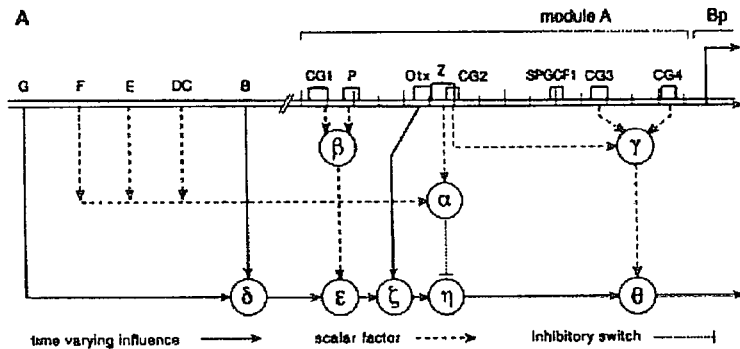 A
module A
Bp
G F E DC B CG1 P Otx Z CG2 SPGCF1 CG3 CG4
β γ
α
δ ε ζ η θ
time varying influence scalar factor Inhibitory switch